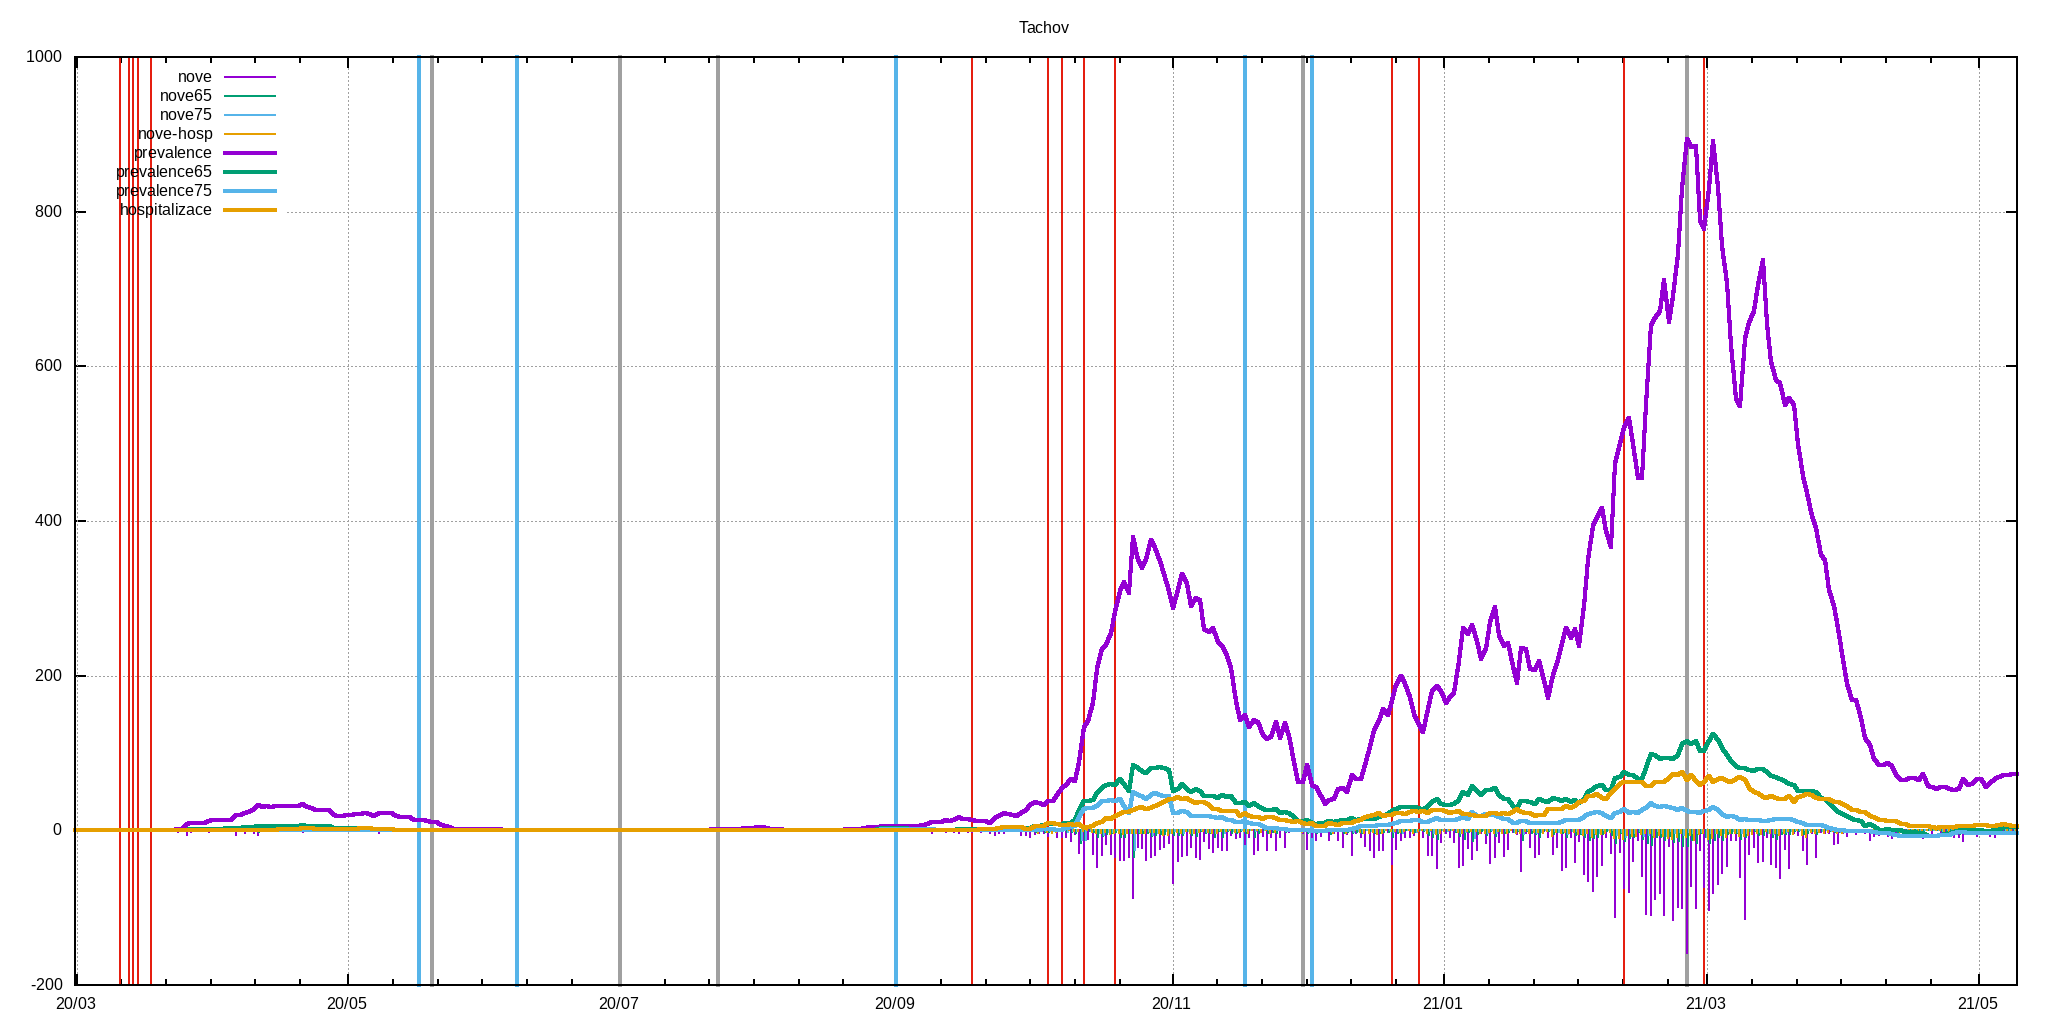 Tachov
1000
800
600
400
200
0
-200
nove
nove65
nove75
nove-hosp
prevalence
prevalence65
prevalence75
hospitalizace
20/03
20/05
20/07
20/09
20/11
21/01
21/03
21/05